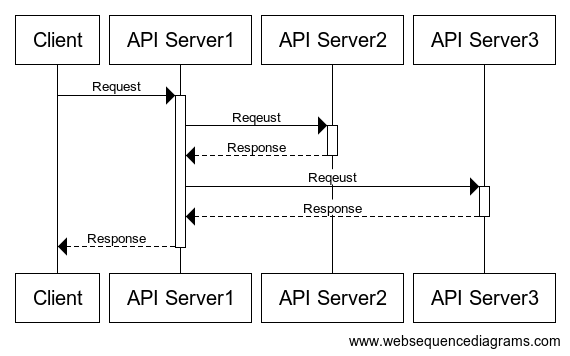 Client API Server1 API Server2 API Server3
Request
Reqeust
Response
Reqeust
Response
Response
Client API Server1 API Server2 API Server3
www.websequencediagrams.com